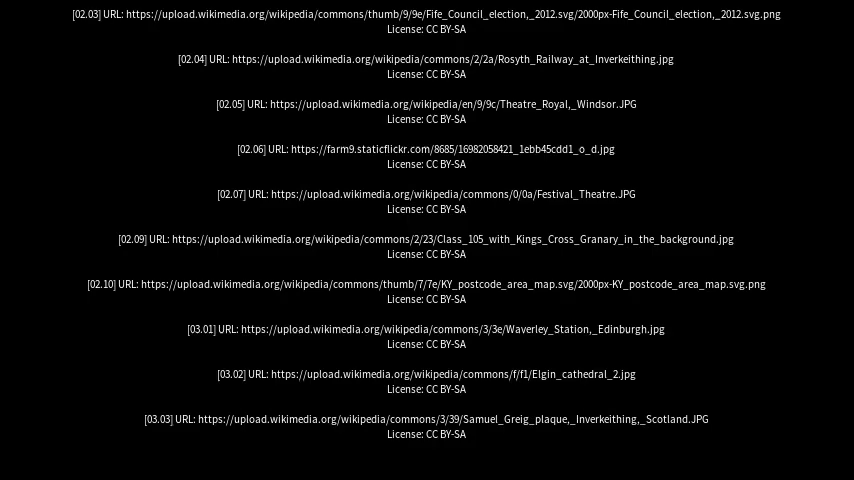 [02.03] URL: https://upload.wikimedia.org/wikipedia/commons/thumb/9/9e/Fife_Council_election,_2012.svg/2000px-Fife_Council_election,_2012.svg.png
License: CC BY-SA
[02.04] URL: https://upload.wikimedia.org/wikipedia/commons/2/2a/Rosyth_Railway_at_Inverkeithing.jpg
License: CC BY-SA
[02.05] URL: https://upload.wikimedia.org/wikipedia/en/9/9c/Theatre_Royal,_Windsor.JPG
License: CC BY-SA
[02.06] URL: https://farm9.staticflickr.com/8685/16982058421_1ebb45cdd1_o_d.jpg
License: CC BY-SA
[02.07] URL: https://upload.wikimedia.org/wikipedia/commons/0/0a/Festival_Theatre.JPG
License: CC BY-SA
[02.09] URL: https://upload.wikimedia.org/wikipedia/commons/2/23/Class_105_with_Kings_Cross_Granary_in_the_background.jpg
License: CC BY-SA
[02.10] URL: https://upload.wikimedia.org/wikipedia/commons/thumb/7/7e/KY_postcode_area_map.svg/2000px-KY_postcode_area_map.svg.png
License: CC BY-SA
[03.01] URL: https://upload.wikimedia.org/wikipedia/commons/3/3e/Waverley_Station,_Edinburgh.jpg
License: CC BY-SA
[03.02] URL: https://upload.wikimedia.org/wikipedia/commons/f/f1/Elgin_cathedral_2.jpg
License: CC BY-SA
[03.03] URL: https://upload.wikimedia.org/wikipedia/commons/3/39/Samuel_Greig_plaque,_Inverkeithing,_Scotland.JPG
License: CC BY-SA